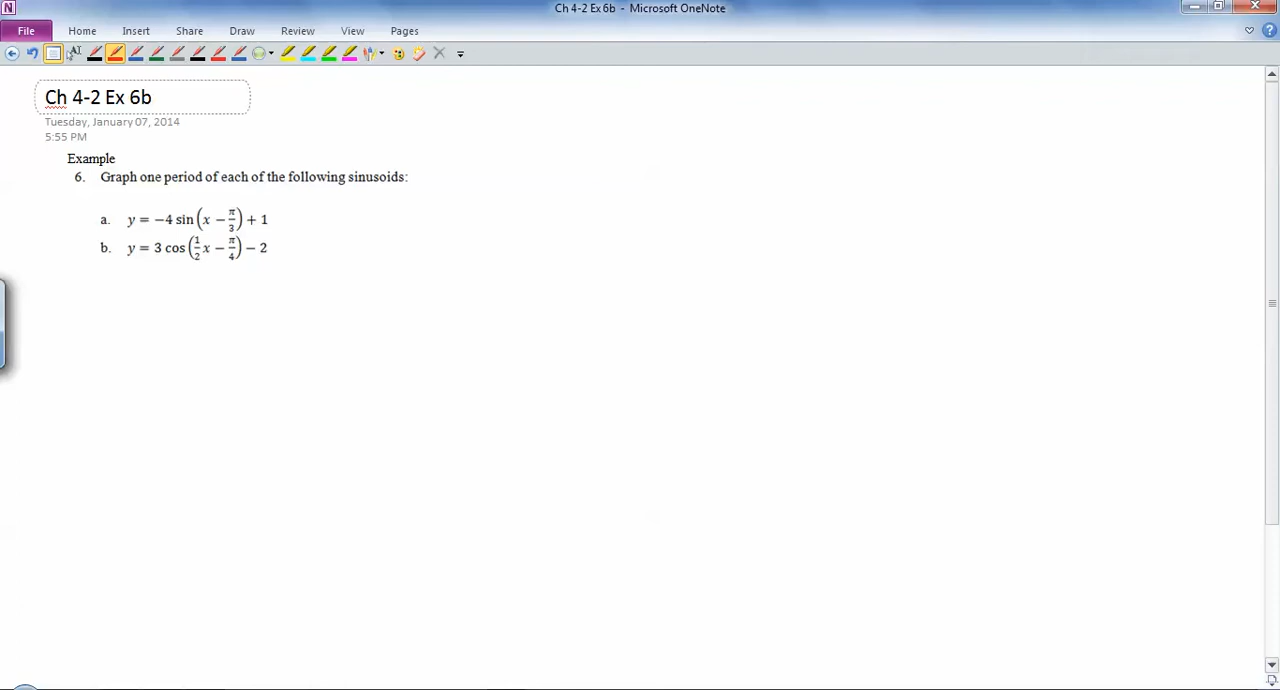 Ch 4-2 Ex 6b - Microsoft OneNote
File Home Insert Share Draw Review View Pages
Ch 4-2 Ex 6b
Tuesday, January 07, 2014
5:55 PM
Example
6. Graph one period of each of the following sinusoids:
a. y = −4 sin(x − π/3) + 1
b. y = 3 cos(1/2 x − π/4) − 2